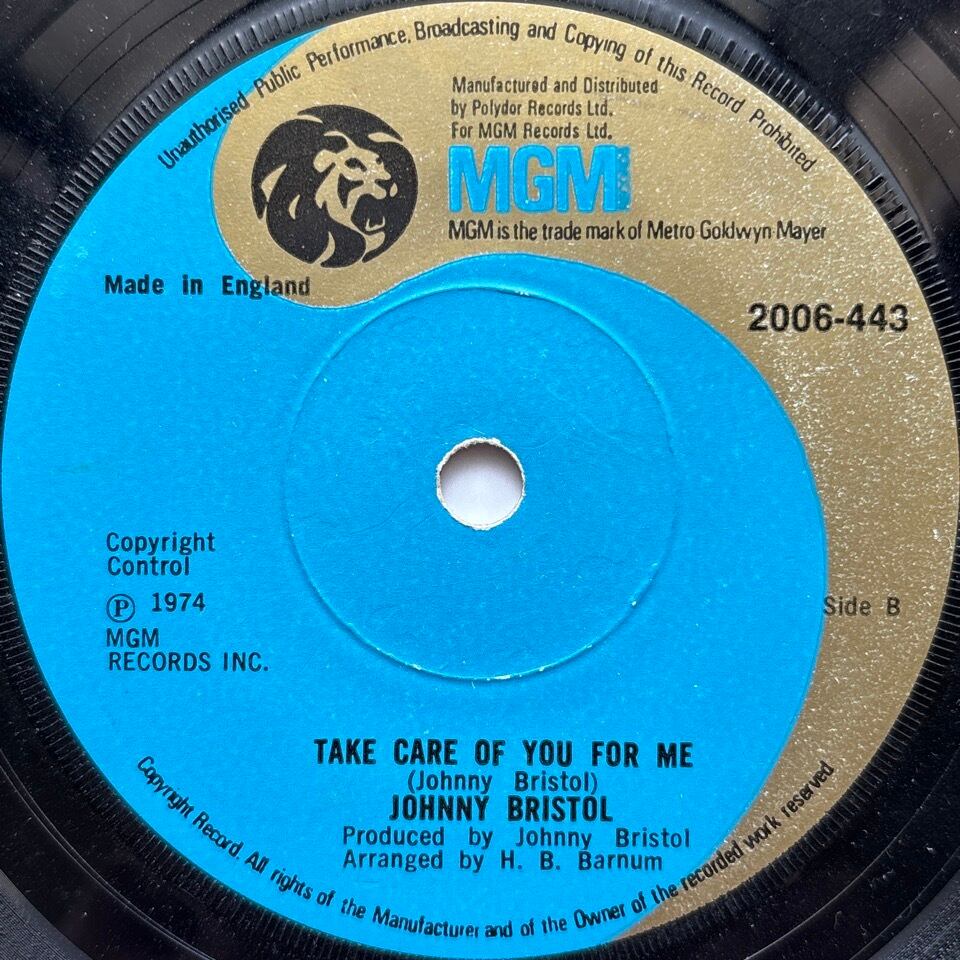 Unauthorised Public Performance, Broadcasting and Copying of this Record Prohibited
Manufactured and Distributed
by Polydor Records Ltd.
For MGM Records Ltd.
MGM
MGM is the trade mark of Metro Goldwyn Mayer
Made in England
2006-443
Copyright
Control
Ⓟ 1974
MGM
RECORDS INC.
Side B
TAKE CARE OF YOU FOR ME
(Johnny Bristol)
JOHNNY BRISTOL
Produced by Johnny Bristol
Arranged by H. B. Barnum
Copyright Record. All rights of the Manufacturer and of the Owner of the recorded work reserved